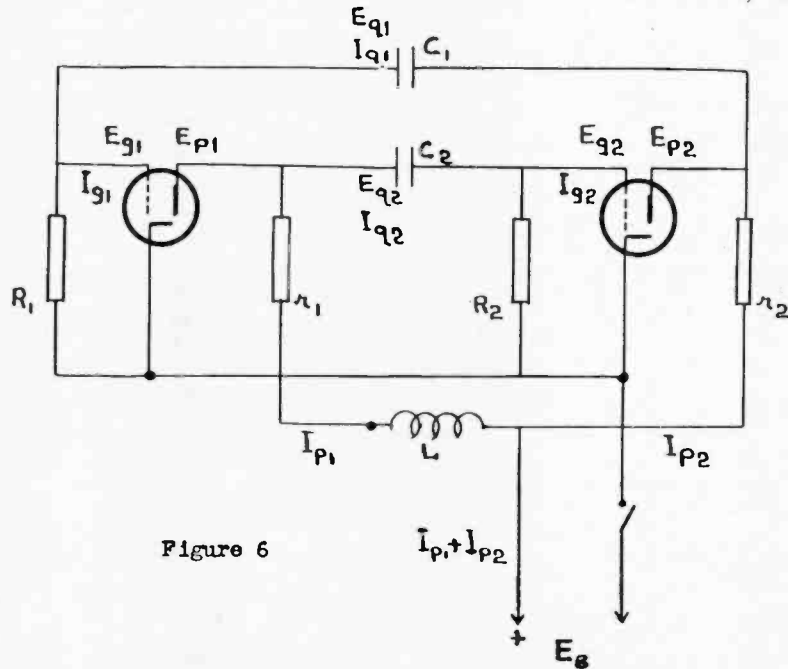 Eq1
Iq1 C1
Eg1 Ep1 C2 Eg2 Ep2
Ig1 Eq2 Ig2
Iq2
R1 r1 R2 r2
Ip1 L Ip2
Figure 6 Ip1+Ip2
+ EB